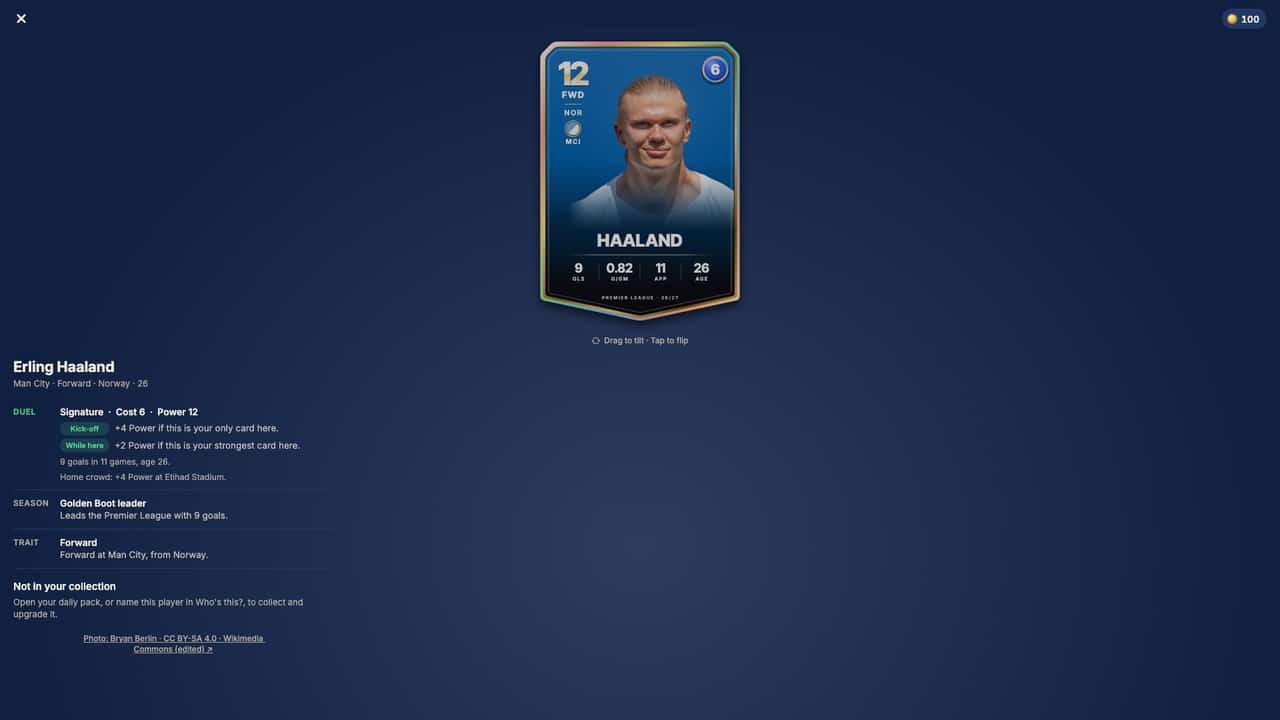 ✕
100
12
FWD
NOR
MCI
6
HAALAND
9 0.82 11 26
GLS G/GM APP AGE
PREMIER LEAGUE · 26/27
Drag to tilt · Tap to flip
Erling Haaland
Man City · Forward · Norway · 26
DUEL Signature · Cost 6 · Power 12
Kick-off +4 Power if this is your only card here.
While here +2 Power if this is your strongest card here.
9 goals in 11 games, age 26.
Home crowd: +4 Power at Etihad Stadium.
SEASON Golden Boot leader
Leads the Premier League with 9 goals.
TRAIT Forward
Forward at Man City, from Norway.
Not in your collection
Open your daily pack, or name this player in Who's this?, to collect and
upgrade it.
Photo: Bryan Berlin · CC BY-SA 4.0 · Wikimedia
Commons (edited) ↗